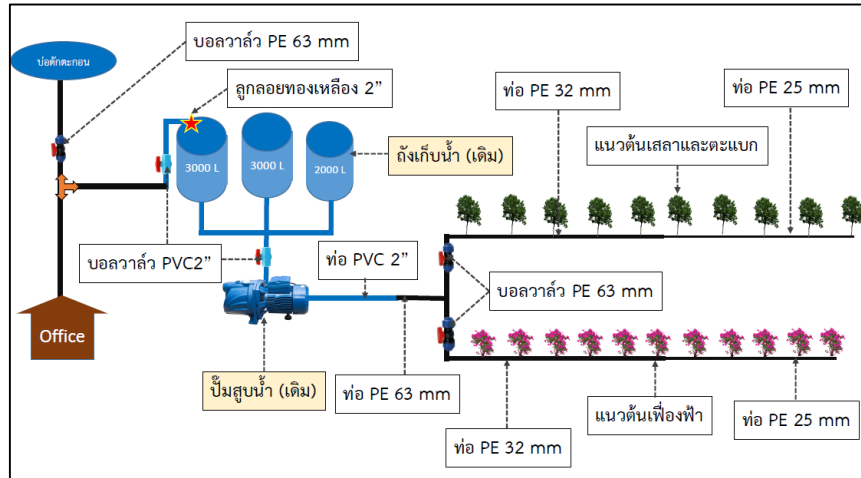 บอลวาล์ว PE 63 mm
บ่อดักตะกอน
ลูกลอยทองเหลือง 2”
ท่อ PE 32 mm
ท่อ PE 25 mm
แนวต้นเสลาและตะแบก
ถังเก็บน้ำ (เดิม)
3000 L
3000 L
2000 L
บอลวาล์ว PVC2”
ท่อ PVC 2”
บอลวาล์ว PE 63 mm
Office
ปั๊มสูบน้ำ (เดิม)
ท่อ PE 63 mm
แนวต้นเฟื่องฟ้า
ท่อ PE 32 mm
ท่อ PE 25 mm